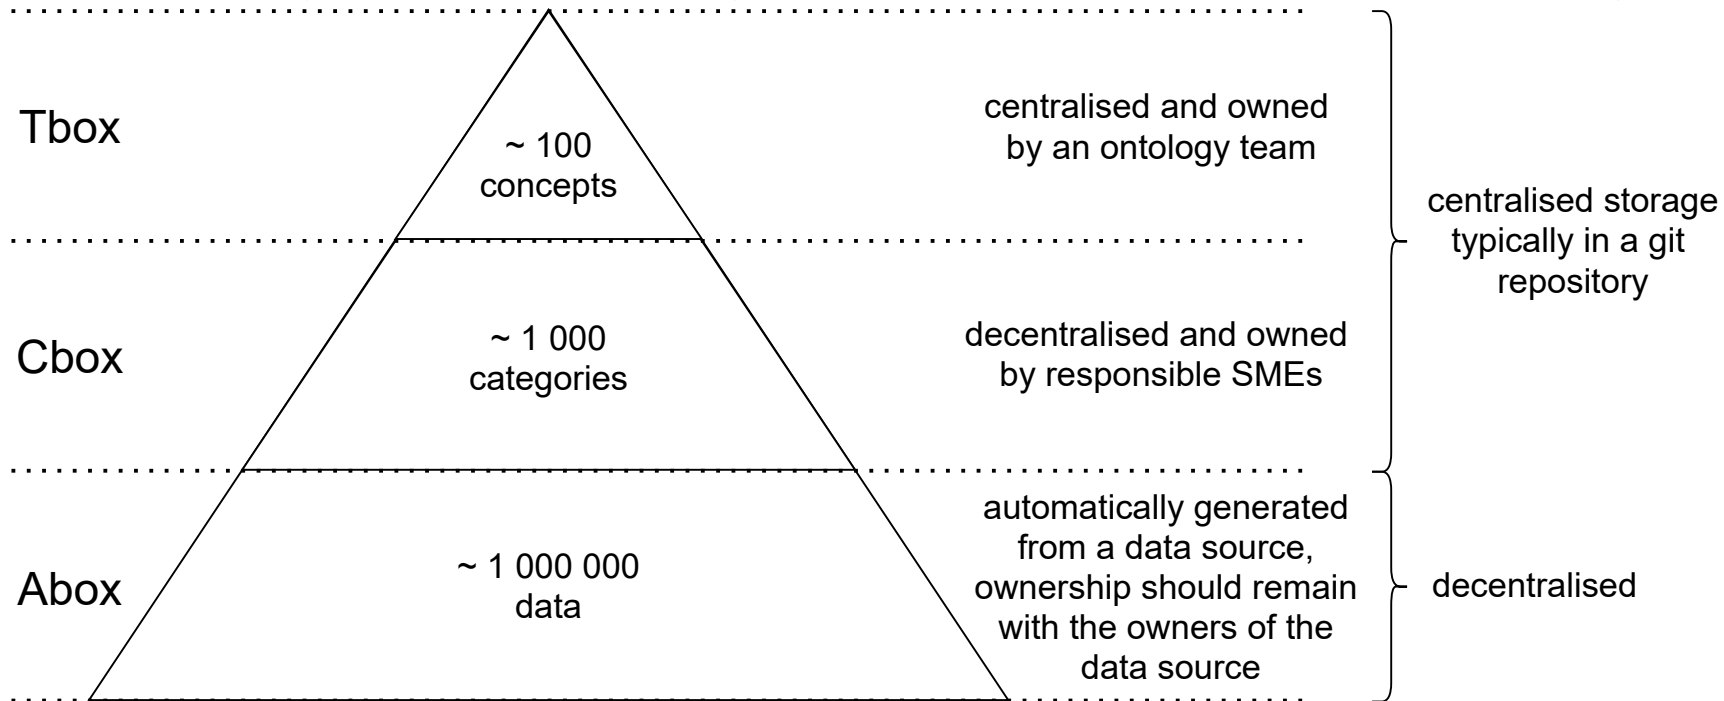 Tbox
~ 100
concepts
centralised and owned
by an ontology team
centralised storage
typically in a git
repository
Cbox
~ 1 000
categories
decentralised and owned
by responsible SMEs
Abox
~ 1 000 000
data
automatically generated
from a data source,
ownership should remain
with the owners of the
data source
decentralised